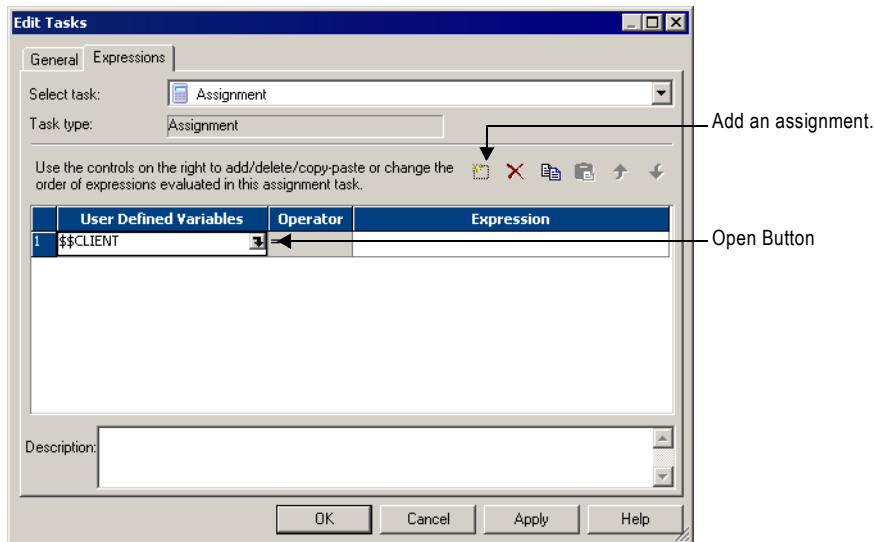 Edit Tasks
General Expressions
Select task: Assignment
Task type: Assignment
Add an assignment.
Use the controls on the right to add/delete/copy-paste or change the
order of expressions evaluated in this assignment task.
User Defined Variables Operator Expression
1 $$CLIENT =
Open Button
Description:
OK Cancel Apply Help